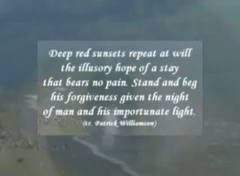 Deep red sunsets repeat at will
the illusory hope of a stay
that bears no pain. Stand and beg
his forgiveness given the night
of man and his importunate light.
(tr. Patrick Williamson)